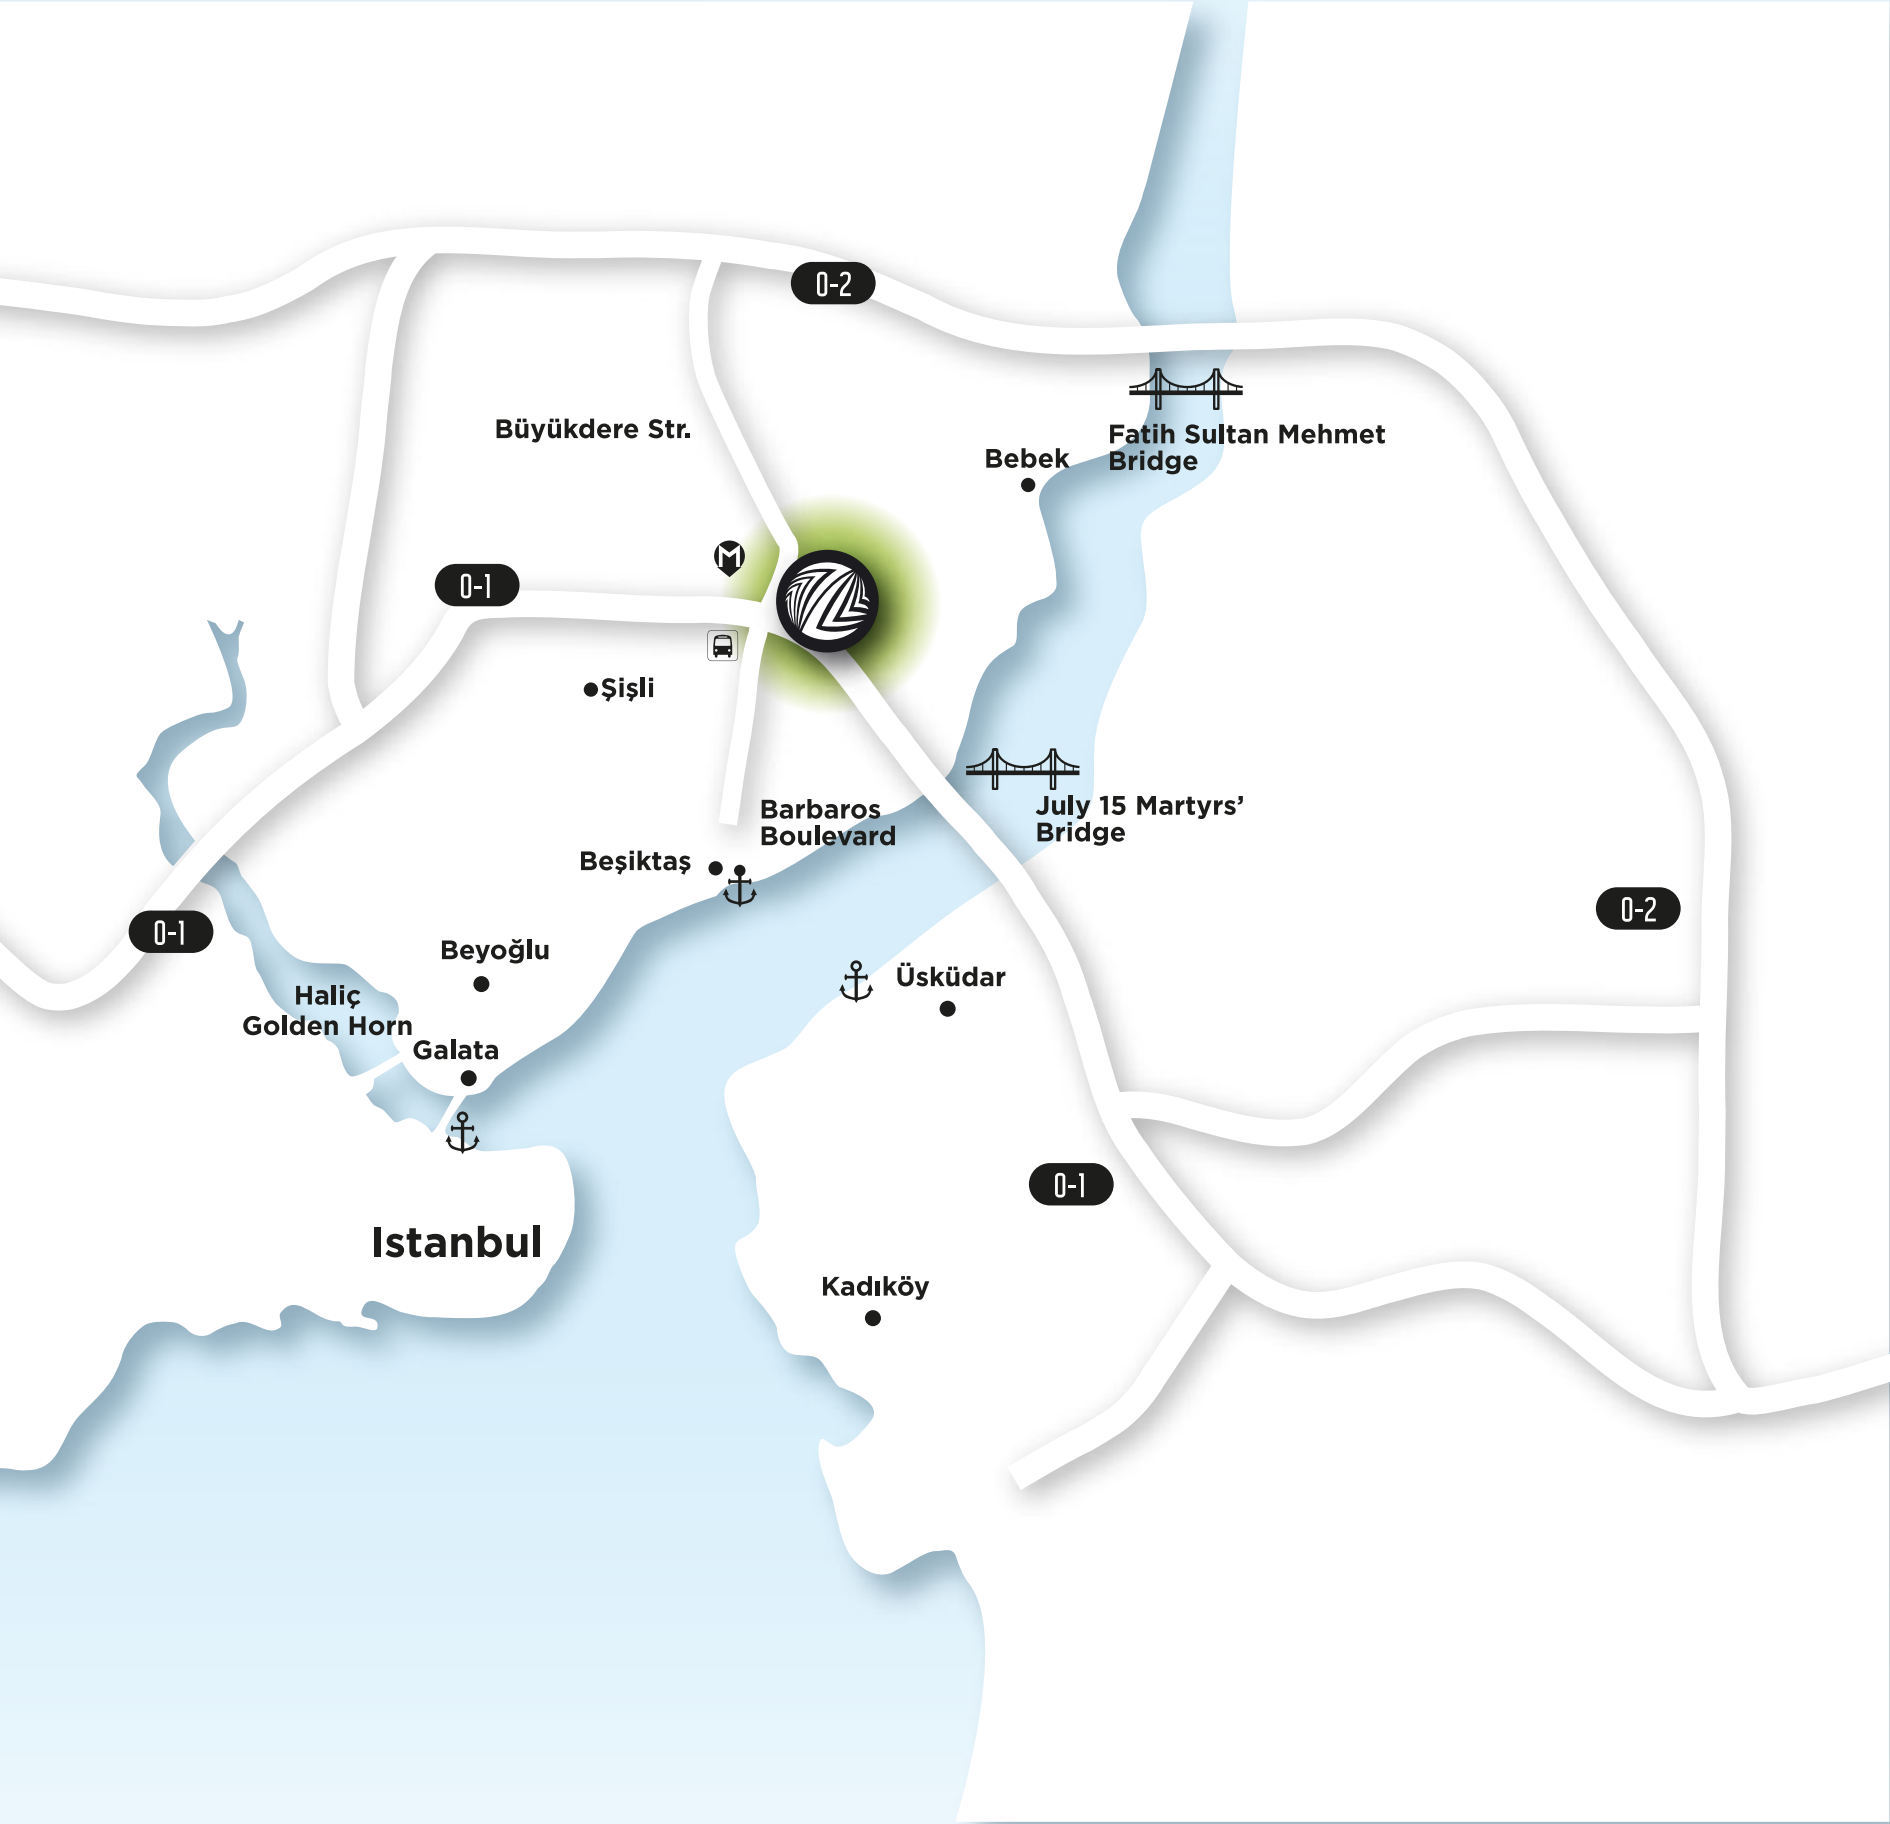 O-2
Büyükdere Str.
Fatih Sultan Mehmet
Bridge
Bebek
M
O-1
Şişli
July 15 Martyrs’
Bridge
Barbaros
Boulevard
Beşiktaş
O-2
O-1
Beyoğlu
Üsküdar
Haliç
Golden Horn
Galata
O-1
Istanbul
Kadıköy